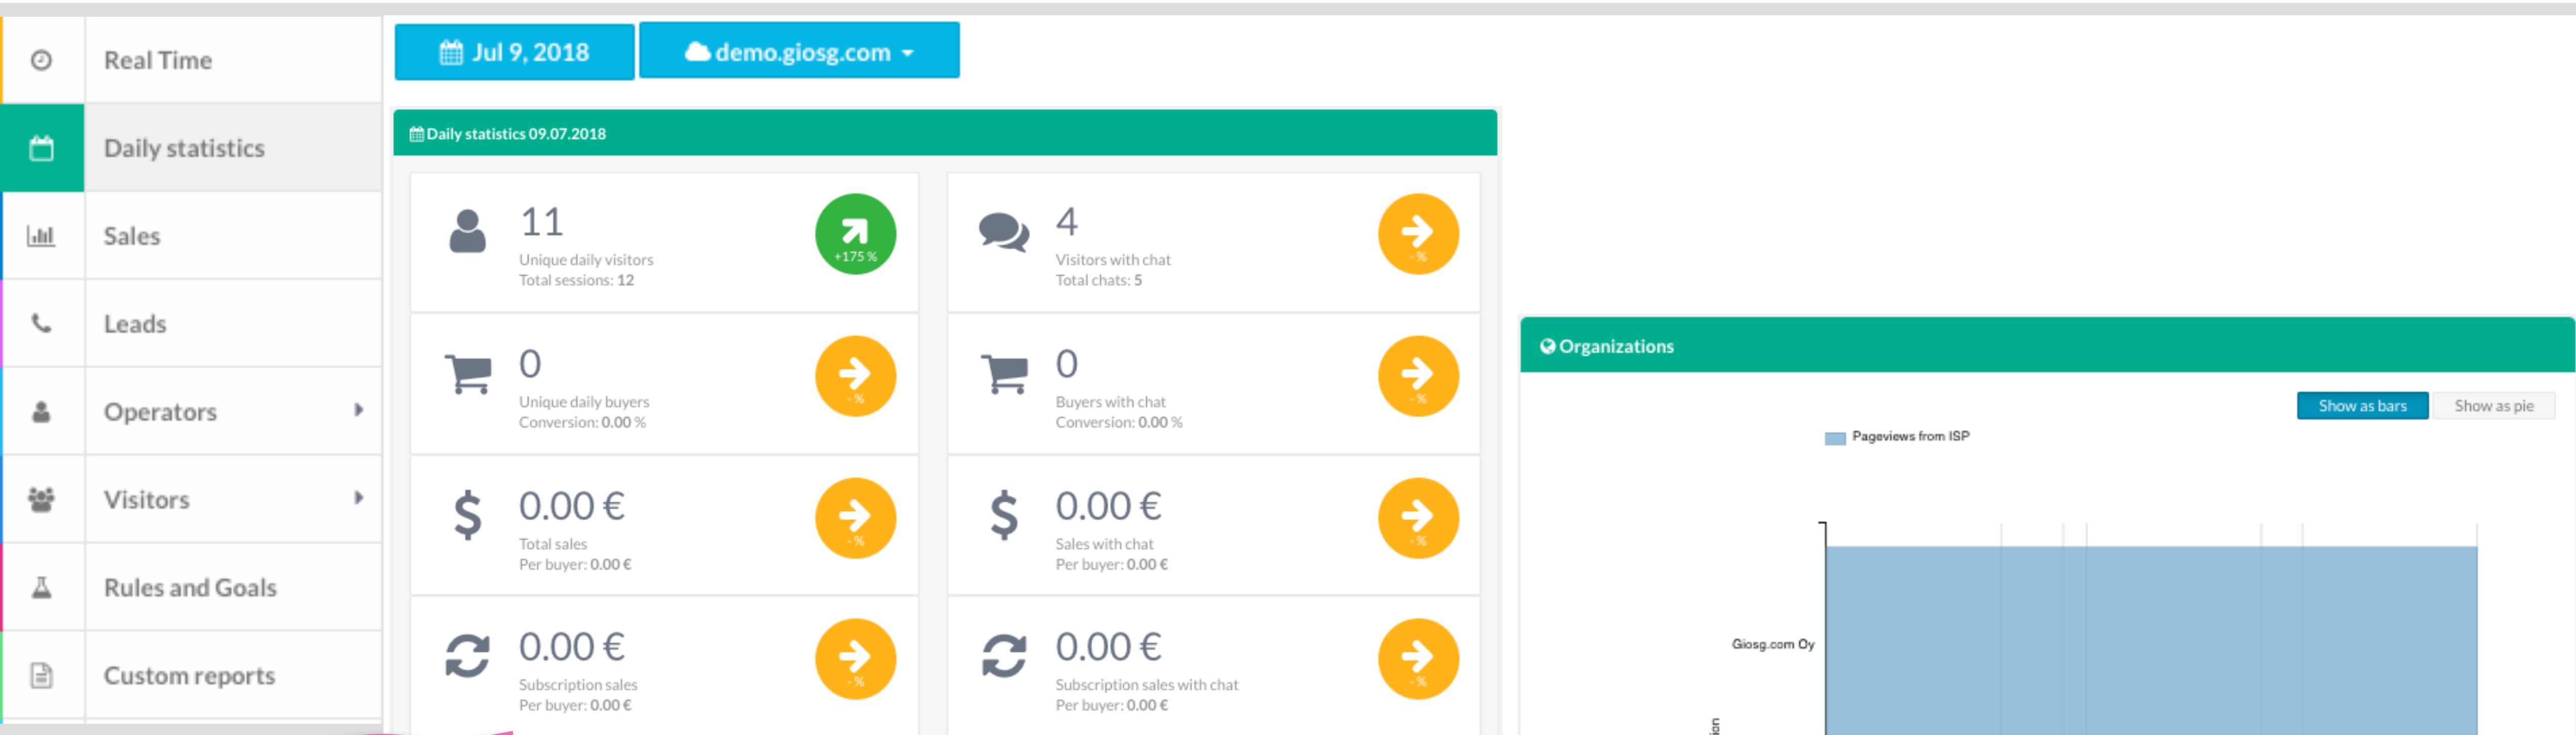 Real Time
Daily statistics
Sales
Leads
Operators
Visitors
Rules and Goals
Custom reports
Jul 9, 2018
demo.giosg.com
Daily statistics 09.07.2018
11
Unique daily visitors
Total sessions: 12
+175 %
4
Visitors with chat
Total chats: 5
- %
0
Unique daily buyers
Conversion: 0.00 %
- %
0
Buyers with chat
Conversion: 0.00 %
- %
0.00 €
Total sales
Per buyer: 0.00 €
- %
0.00 €
Sales with chat
Per buyer: 0.00 €
- %
0.00 €
Subscription sales
Per buyer: 0.00 €
- %
0.00 €
Subscription sales with chat
Per buyer: 0.00 €
- %
Organizations
Show as bars
Show as pie
Pageviews from ISP
Giosg.com Oy